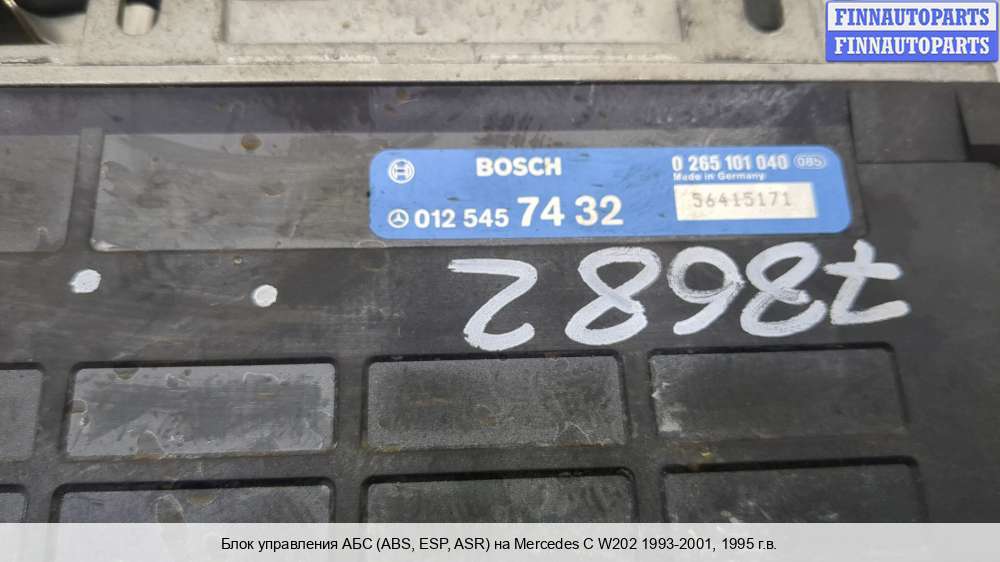 FINNAUTOPARTS
FINNAUTOPARTS
BOSCH
0 265 101 040 085
Made in Germany
56415171
012 545 74 32
78682
Блок управления АБС (ABS, ESP, ASR) на Mercedes C W202 1993-2001, 1995 г.в.